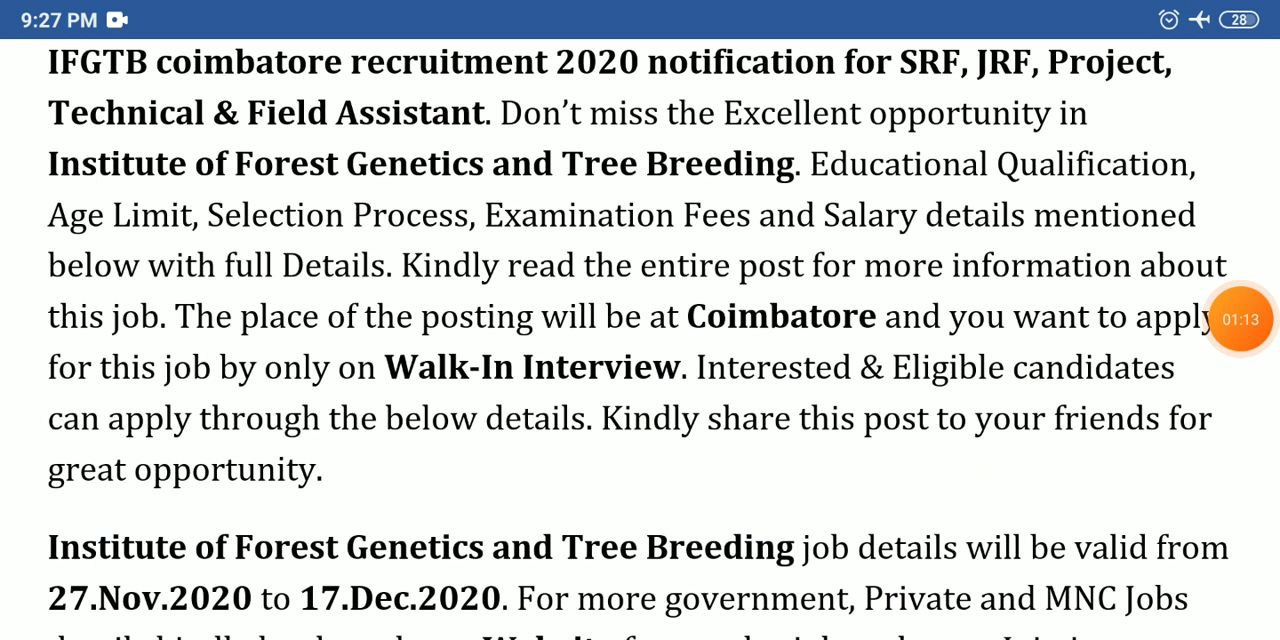 9:27 PM
28
IFGTB coimbatore recruitment 2020 notification for SRF, JRF, Project,
Technical & Field Assistant. Don’t miss the Excellent opportunity in
Institute of Forest Genetics and Tree Breeding. Educational Qualification,
Age Limit, Selection Process, Examination Fees and Salary details mentioned
below with full Details. Kindly read the entire post for more information about
this job. The place of the posting will be at Coimbatore and you want to apply
01:13
for this job by only on Walk-In Interview. Interested & Eligible candidates
can apply through the below details. Kindly share this post to your friends for
great opportunity.
Institute of Forest Genetics and Tree Breeding job details will be valid from
27.Nov.2020 to 17.Dec.2020. For more government, Private and MNC Jobs